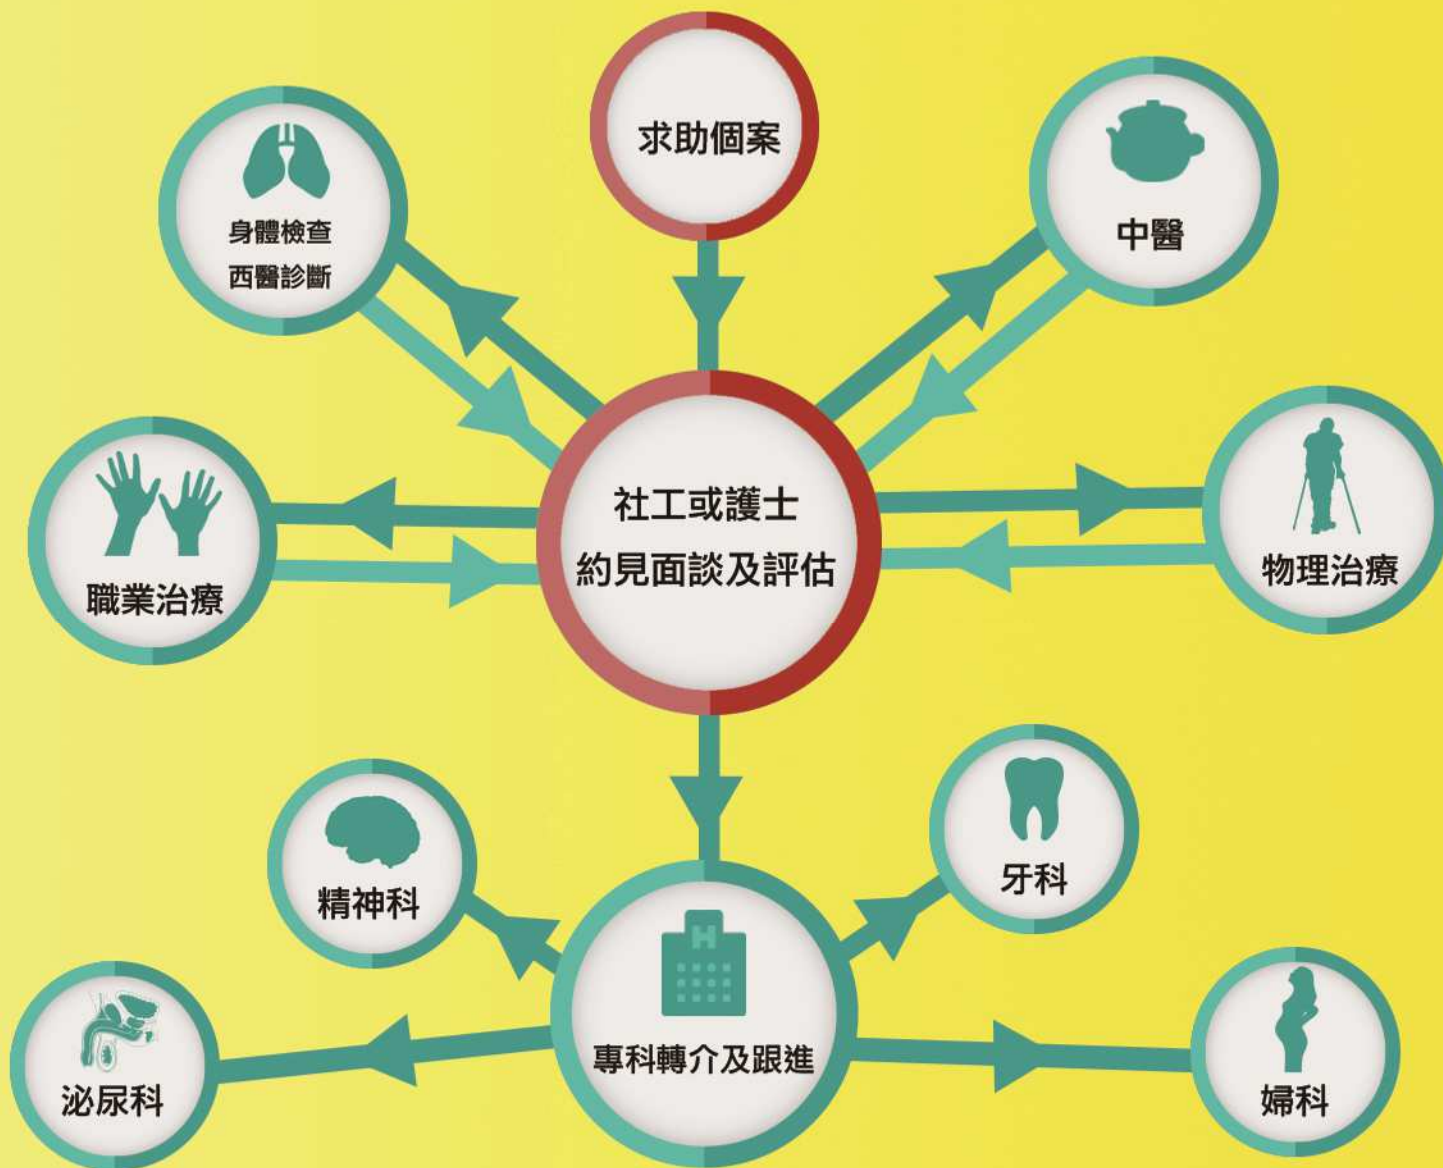 求助個案
身體檢查
西醫診斷
中醫
社工或護士
約見面談及評估
職業治療
物理治療
精神科
牙科
專科轉介及跟進
泌尿科
婦科